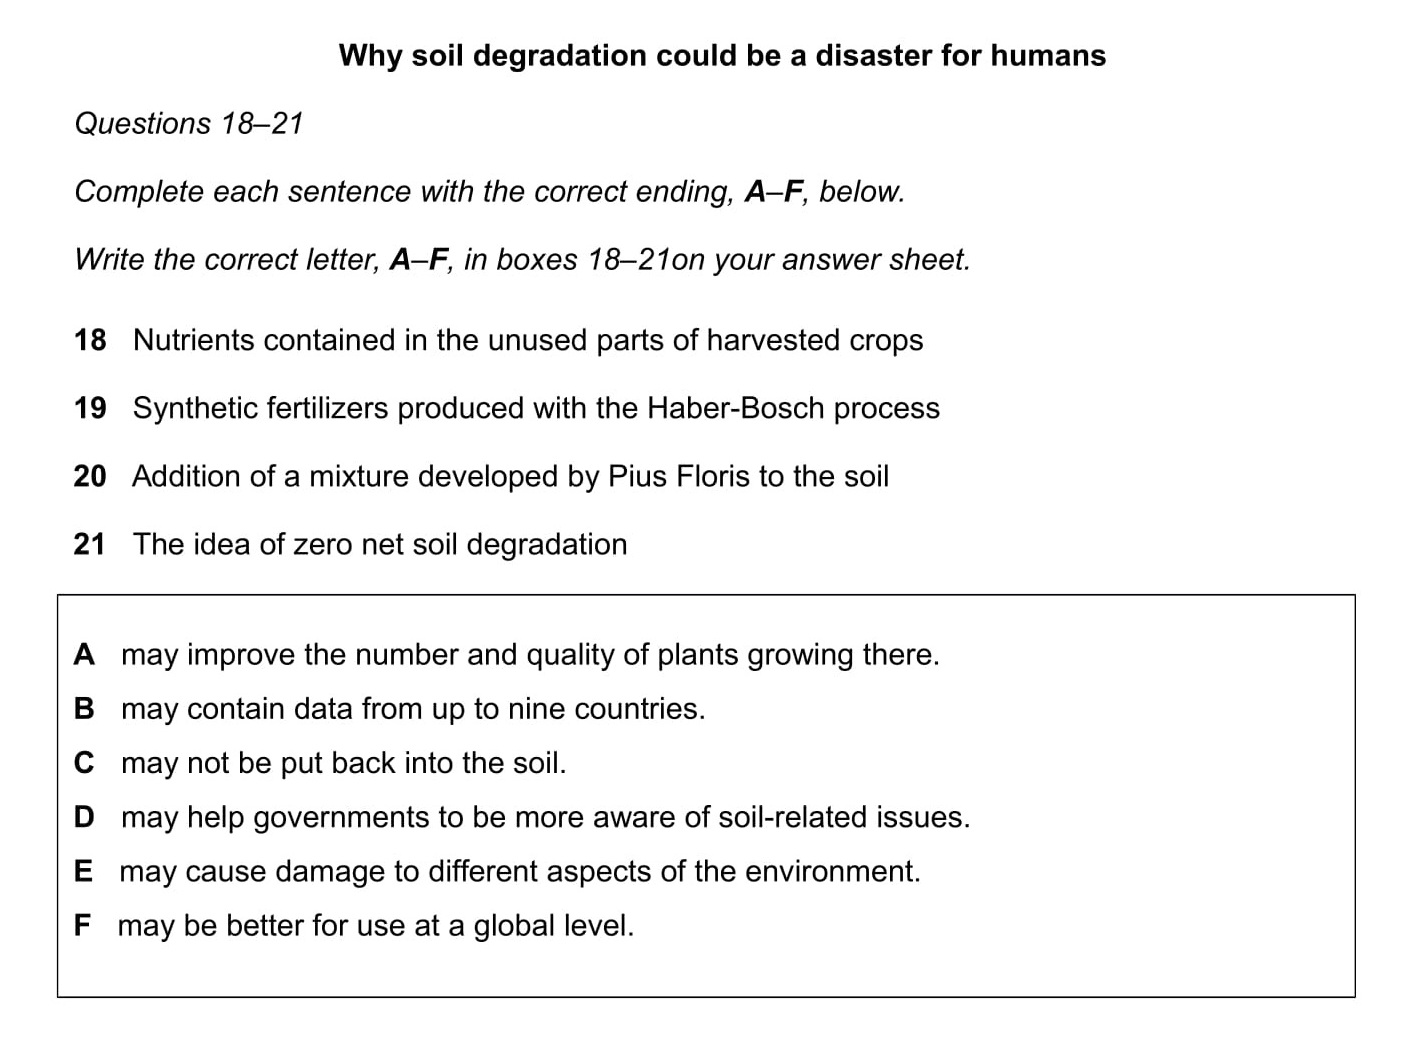 Why soil degradation could be a disaster for humans
Questions 18–21
Complete each sentence with the correct ending, A–F, below.
Write the correct letter, A–F, in boxes 18–21on your answer sheet.
18 Nutrients contained in the unused parts of harvested crops
19 Synthetic fertilizers produced with the Haber-Bosch process
20 Addition of a mixture developed by Pius Floris to the soil
21 The idea of zero net soil degradation
A may improve the number and quality of plants growing there.
B may contain data from up to nine countries.
C may not be put back into the soil.
D may help governments to be more aware of soil-related issues.
E may cause damage to different aspects of the environment.
F may be better for use at a global level.